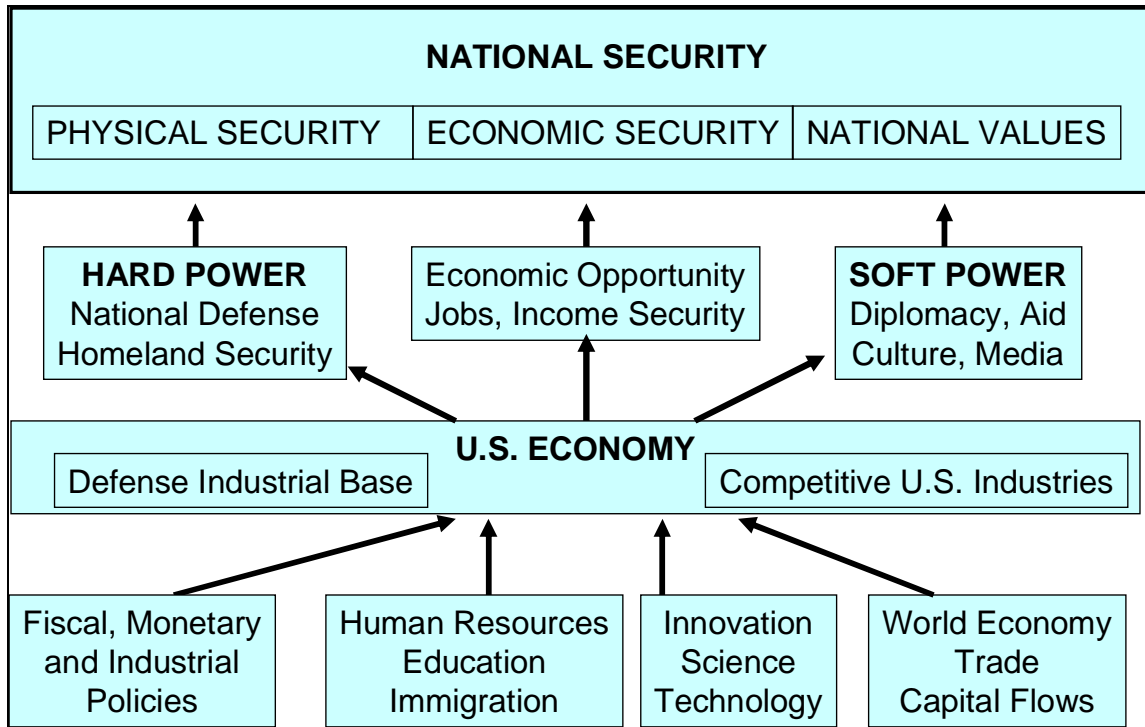 NATIONAL SECURITY
PHYSICAL SECURITY
ECONOMIC SECURITY
NATIONAL VALUES
HARD POWER
National Defense
Homeland Security
Economic Opportunity
Jobs, Income Security
SOFT POWER
Diplomacy, Aid
Culture, Media
U.S. ECONOMY
Defense Industrial Base
Competitive U.S. Industries
Fiscal, Monetary
and Industrial
Policies
Human Resources
Education
Immigration
Innovation
Science
Technology
World Economy
Trade
Capital Flows